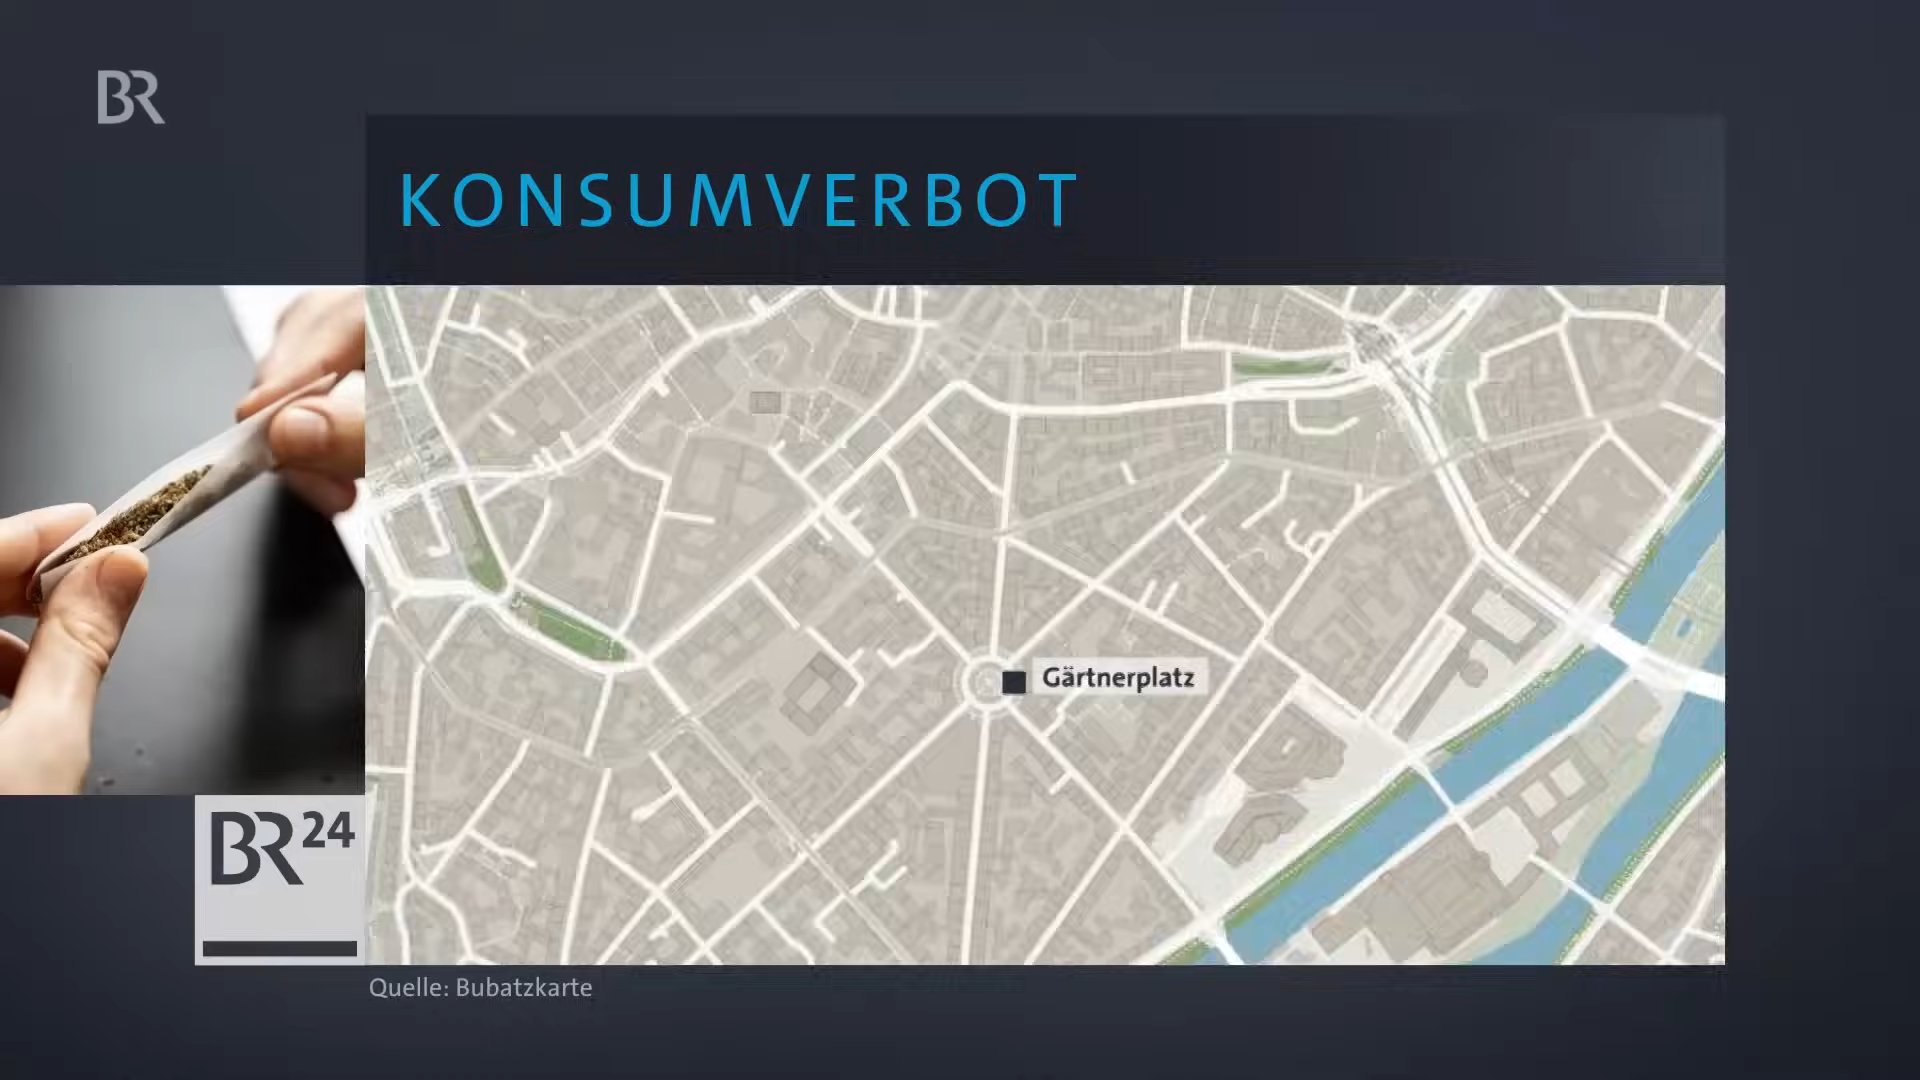 BR
KONSUMVERBOT
Gärtnerplatz
BR24
Quelle: Bubatzkarte